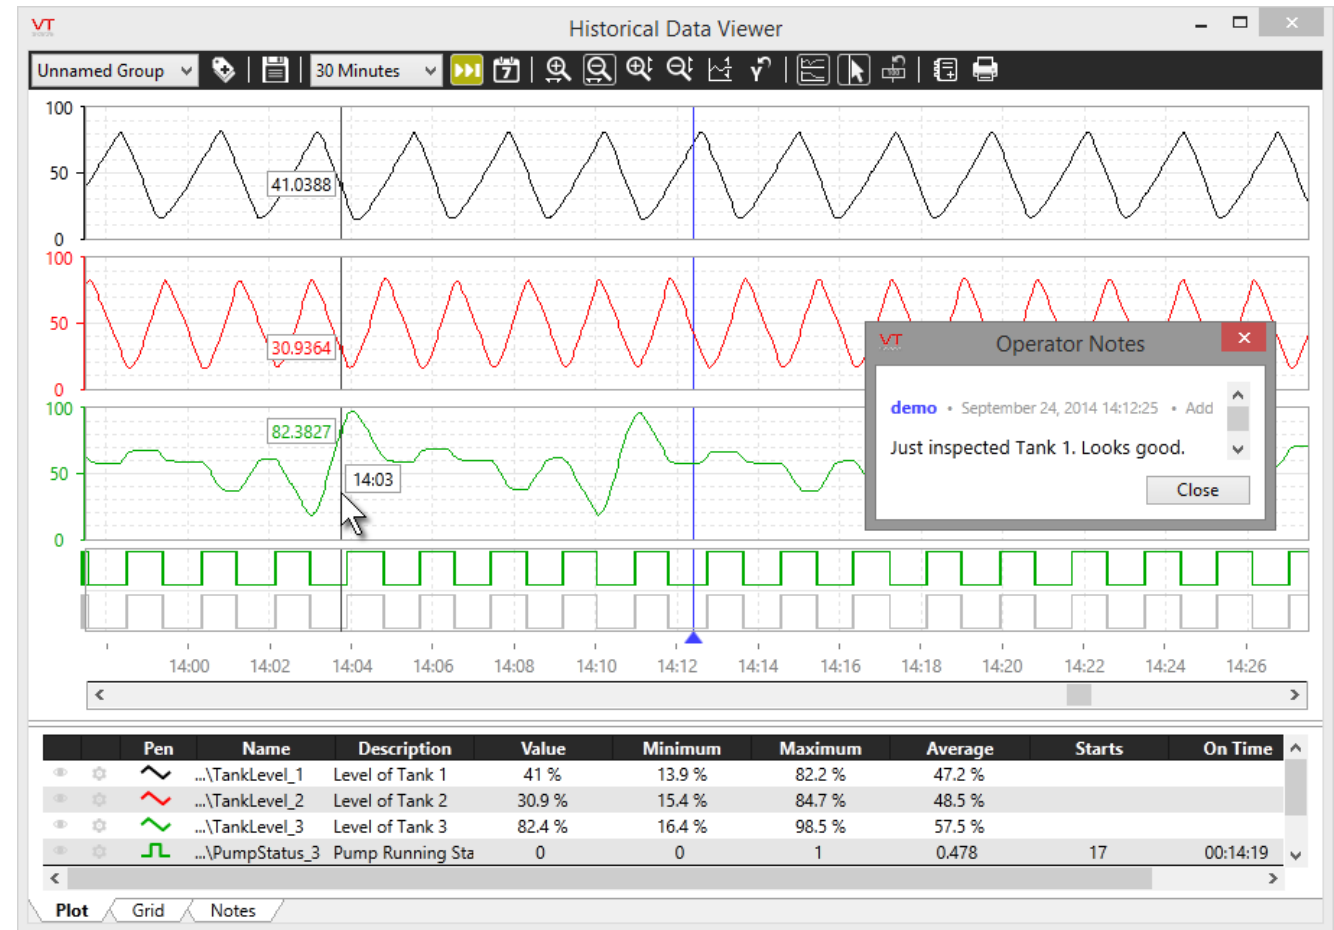 VT
Historical Data Viewer
Unnamed Group
30 Minutes
7
100
50
0
41.0388
100
50
0
30.9364
100
50
0
82.3827
14:03
VT
Operator Notes
demo • September 24, 2014 14:12:25 • Add
Just inspected Tank 1. Looks good.
Close
14:00 14:02 14:04 14:06 14:08 14:10 14:12 14:14 14:16 14:18 14:20 14:22 14:24 14:26
Pen Name Description Value Minimum Maximum Average Starts On Time
...\TankLevel_1 Level of Tank 1 41 % 13.9 % 82.2 % 47.2 %
...\TankLevel_2 Level of Tank 2 30.9 % 15.4 % 84.7 % 48.5 %
...\TankLevel_3 Level of Tank 3 82.4 % 16.4 % 98.5 % 57.5 %
...\PumpStatus_3 Pump Running Sta 0 0 1 0.478 17 00:14:19
Plot Grid Notes